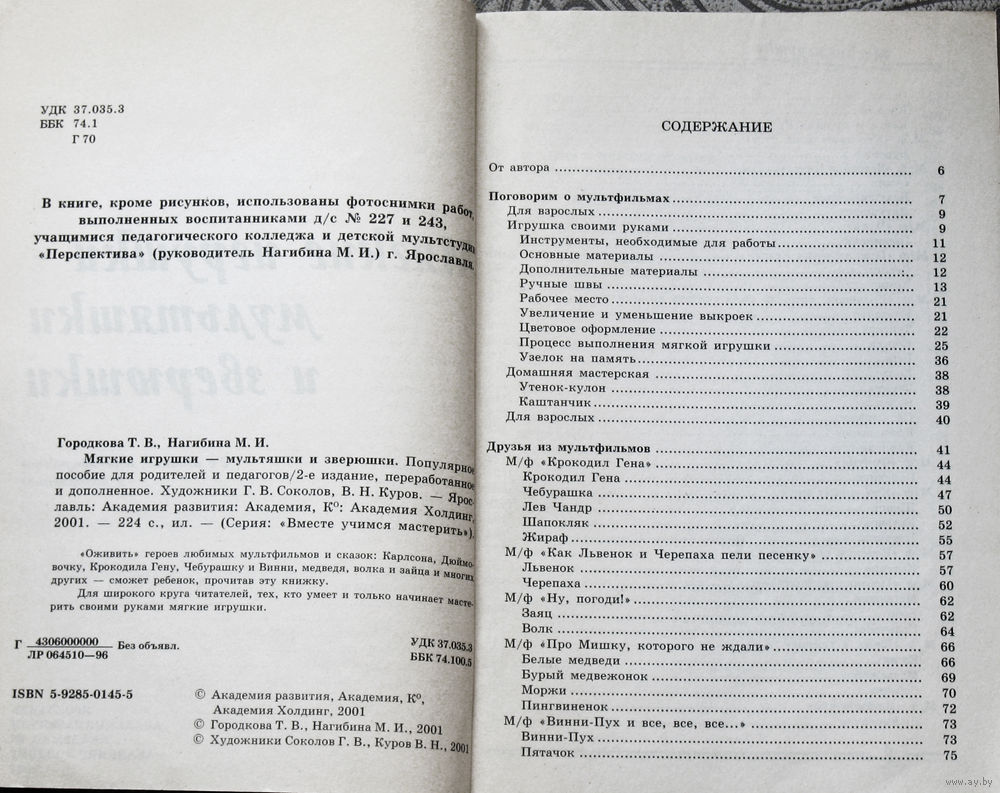 УДК 37.035.3
ББК 74.1
Г 70
В книге, кроме рисунков, использованы фотоснимки работ,
выполненных воспитанниками д/с № 227 и 243,
учащимися педагогического колледжа и детской мультстудии
«Перспектива» (руководитель Нагибина М. И.) г. Ярославля.
Городкова Т. В., Нагибина М. И.
Мягкие игрушки — мультяшки и зверюшки. Популярное
пособие для родителей и педагогов/2-е издание, переработанное
и дополненное. Художники Г. В. Соколов, В. Н. Куров. — Ярос-
лавль: Академия развития: Академия, К°: Академия Холдинг,
2001. — 224 с., ил. — (Серия: «Вместе учимся мастерить»).
«Оживить» героев любимых мультфильмов и сказок: Карлсона, Дюймо-
вочку, Крокодила Гену, Чебурашку и Винни, медведя, волка и зайца и многих
других — сможет ребенок, прочитав эту книжку.
Для широкого круга читателей, тех, кто умеет и только начинает масте-
рить своими руками мягкие игрушки.
Г 4306000000 Без объявл.
ЛР 064510—96
УДК 37.035.3
ББК 74.100.5
ISBN 5-9285-0145-5
© Академия развития, Академия, К°,
Академия Холдинг, 2001
© Городкова Т. В., Нагибина М. И., 2001
© Художники Соколов Г. В., Куров В. Н., 2001
СОДЕРЖАНИЕ
От автора ... 6
Поговорим о мультфильмах ... 7
Для взрослых ... 9
Игрушка своими руками ... 9
Инструменты, необходимые для работы ... 11
Основные материалы ... 12
Дополнительные материалы ... 12
Ручные швы ... 13
Рабочее место ... 21
Увеличение и уменьшение выкроек ... 21
Цветовое оформление ... 22
Процесс выполнения мягкой игрушки ... 25
Узелок на память ... 36
Домашняя мастерская ... 38
Утенок-кулон ... 38
Каштанчик ... 39
Для взрослых ... 40
Друзья из мультфильмов ... 41
М/ф «Крокодил Гена» ... 44
Крокодил Гена ... 44
Чебурашка ... 47
Лев Чандр ... 50
Шапокляк ... 52
Жираф ... 55
М/ф «Как Львенок и Черепаха пели песенку» ... 57
Львенок ... 57
Черепаха ... 60
М/ф «Ну, погоди!» ... 62
Заяц ... 62
Волк ... 64
М/ф «Про Мишку, которого не ждали» ... 66
Белые медведи ... 66
Бурый медвежонок ... 69
Моржи ... 70
Пингвиненок ... 72
М/ф «Винни-Пух и все, все, все...» ... 73
Винни-Пух ... 73
Пятачок ... 75
www.ay.by